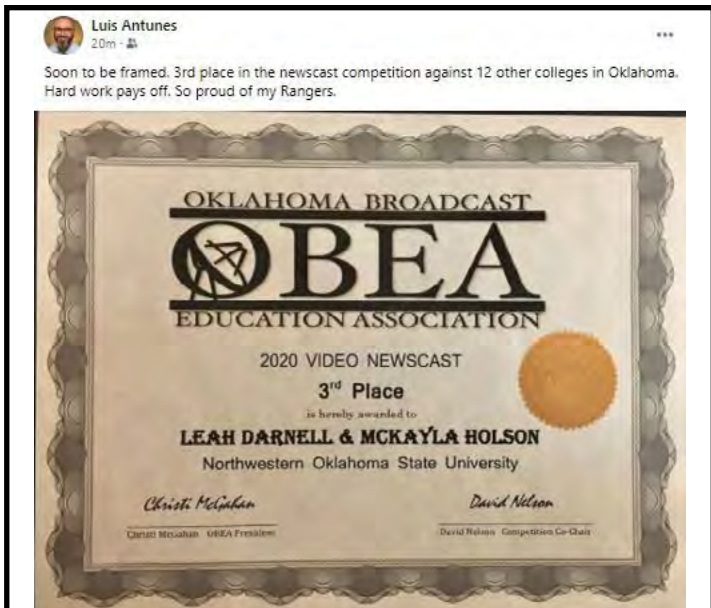 Luis Antunes
20m ·
Soon to be framed. 3rd place in the newscast competition against 12 other colleges in Oklahoma.
Hard work pays off. So proud of my Rangers.
OKLAHOMA BROADCAST
OBEA
EDUCATION ASSOCIATION
2020 VIDEO NEWSCAST
3rd Place
is hereby awarded to
LEAH DARNELL & MCKAYLA HOLSON
Northwestern Oklahoma State University
Christi McGahan
David Nelson
Christi McGahan OBEA President
David Nelson Competition Co-Chair